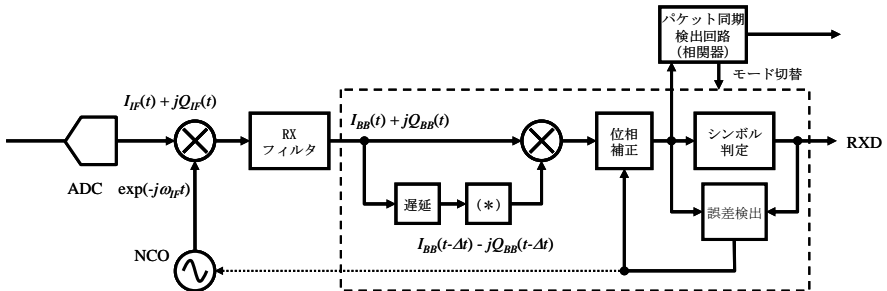 パケット同期
検出回路
(相関器)
モード切替
I_IF(t) + jQ_IF(t)
RX
フィルタ
I_BB(t) + jQ_BB(t)
位相
補正
シンボル
判定
RXD
ADC
exp(-jω_IFt)
遅延
(*)
誤差検出
I_BB(t-Δt) - jQ_BB(t-Δt)
NCO